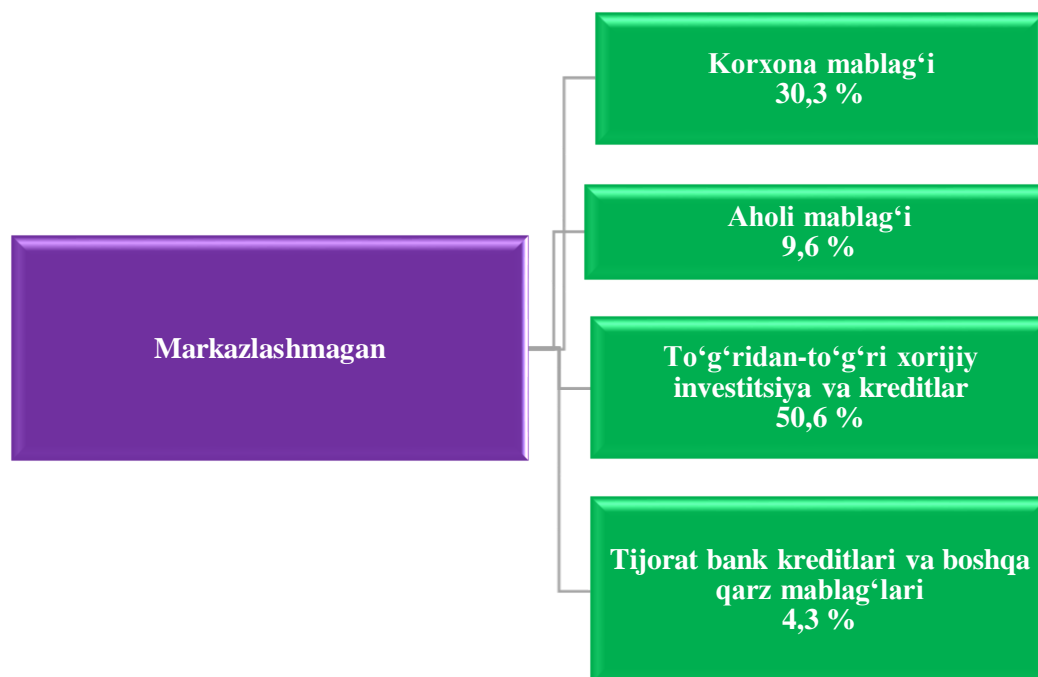 Korxona mablag‘i
30,3 %
Aholi mablag‘i
9,6 %
Markazlashmagan
To‘g‘ridan-to‘g‘ri xorijiy
investitsiya va kreditlar
50,6 %
Tijorat bank kreditlari va boshqa
qarz mablag‘lari
4,3 %